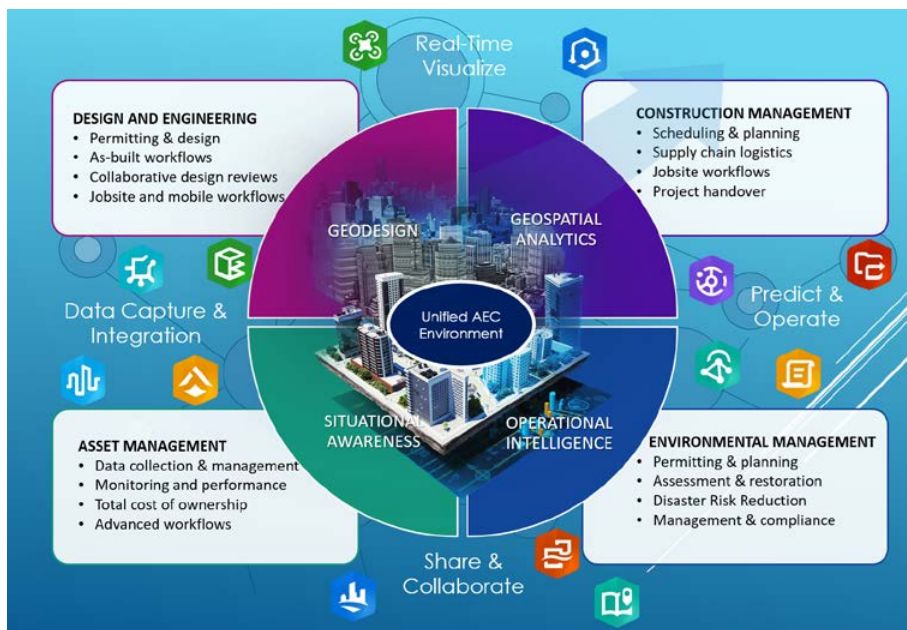 Real-Time
Visualize
DESIGN AND ENGINEERING
• Permitting & design
• As-built workflows
• Collaborative design reviews
• Jobsite and mobile workflows
CONSTRUCTION MANAGEMENT
• Scheduling & planning
• Supply chain logistics
• Jobsite workflows
• Project handover
GEODESIGN
GEOSPATIAL
ANALYTICS
Data Capture &
Integration
Unified AEC
Environment
Predict &
Operate
SITUATIONAL
AWARENESS
OPERATIONAL
INTELLIGENCE
ASSET MANAGEMENT
• Data collection & management
• Monitoring and performance
• Total cost of ownership
• Advanced workflows
ENVIRONMENTAL MANAGEMENT
• Permitting & planning
• Assessment & restoration
• Disaster Risk Reduction
• Management & compliance
Share &
Collaborate